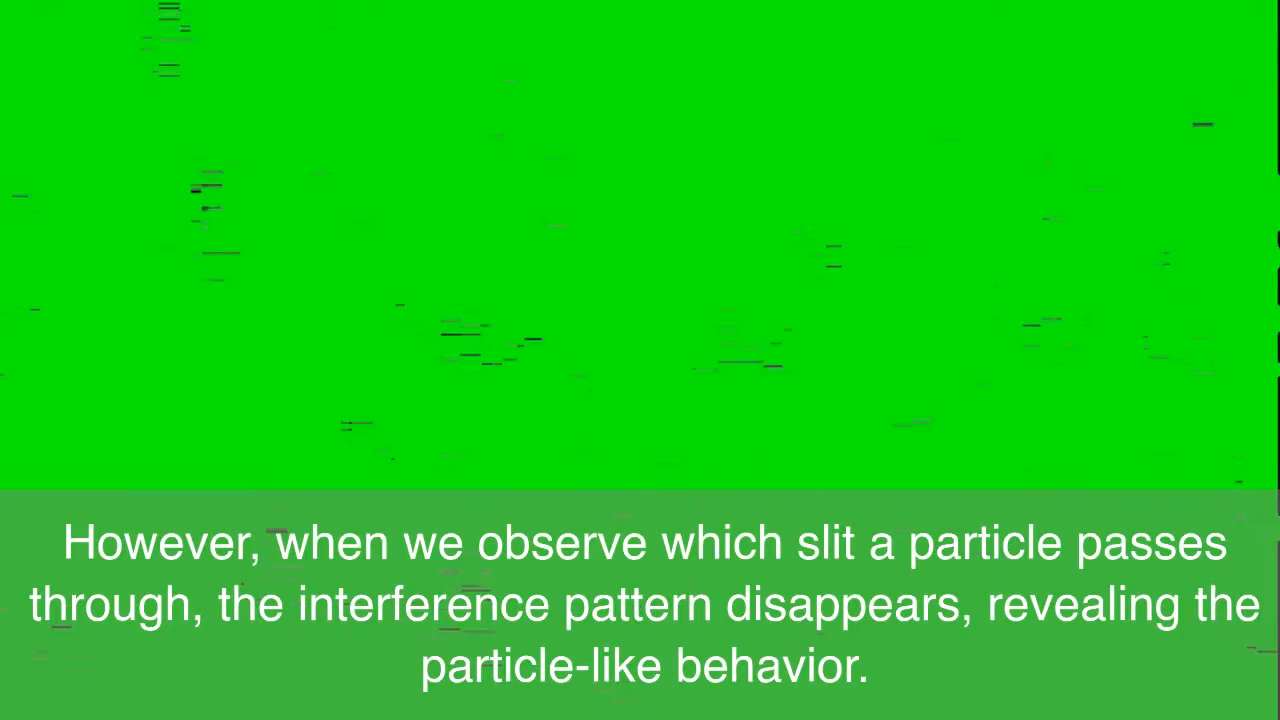 However, when we observe which slit a particle passes
through, the interference pattern disappears, revealing the
particle-like behavior.